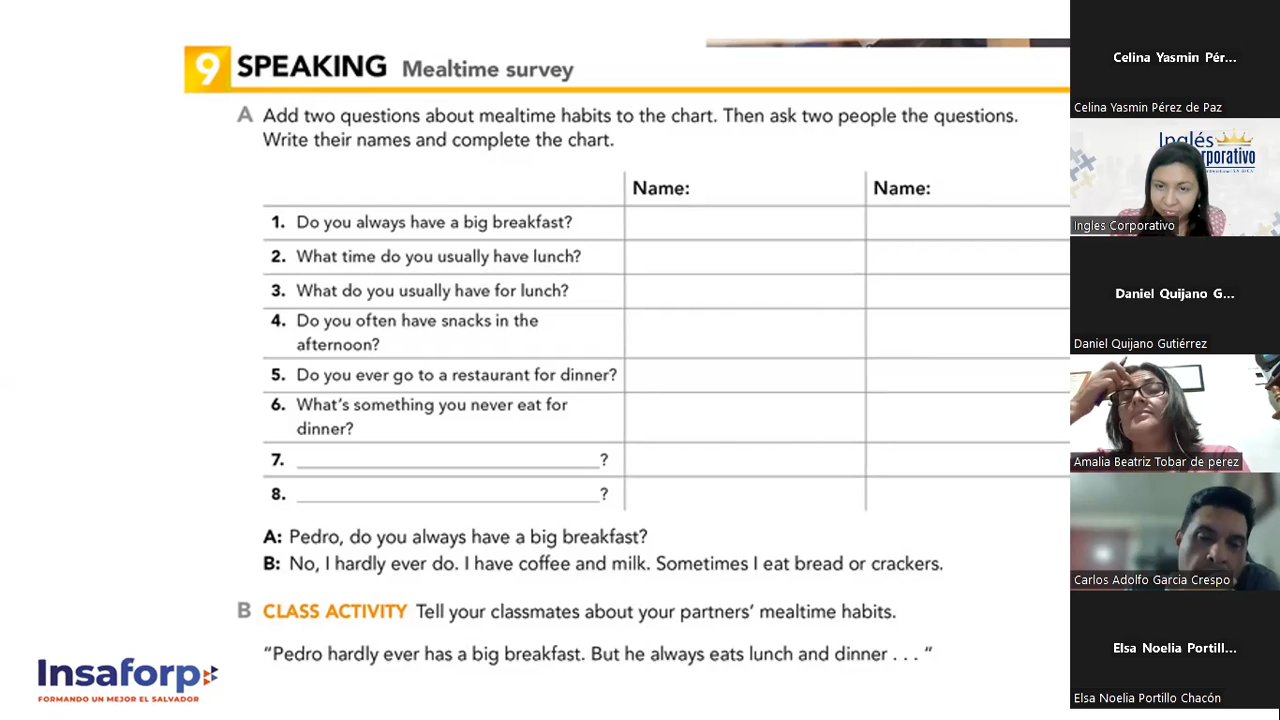 9 SPEAKING Mealtime survey
A Add two questions about mealtime habits to the chart. Then ask two people the questions.
Write their names and complete the chart.
Name: Name:
1. Do you always have a big breakfast?
2. What time do you usually have lunch?
3. What do you usually have for lunch?
4. Do you often have snacks in the
afternoon?
5. Do you ever go to a restaurant for dinner?
6. What's something you never eat for
dinner?
7. ?
8. ?
A: Pedro, do you always have a big breakfast?
B: No, I hardly ever do. I have coffee and milk. Sometimes I eat bread or crackers.
B CLASS ACTIVITY Tell your classmates about your partners' mealtime habits.
"Pedro hardly ever has a big breakfast. But he always eats lunch and dinner . . . "
Insaforp
FORMANDO UN MEJOR EL SALVADOR
Celina Yasmin Pér...
Celina Yasmin Pérez de Paz
Inglés
Ingles Corporativo
Daniel Quijano G...
Daniel Quijano Gutiérrez
Amalia Beatriz Tobar de perez
Carlos Adolfo Garcia Crespo
Elsa Noelia Portill...
Elsa Noelia Portillo Chacón